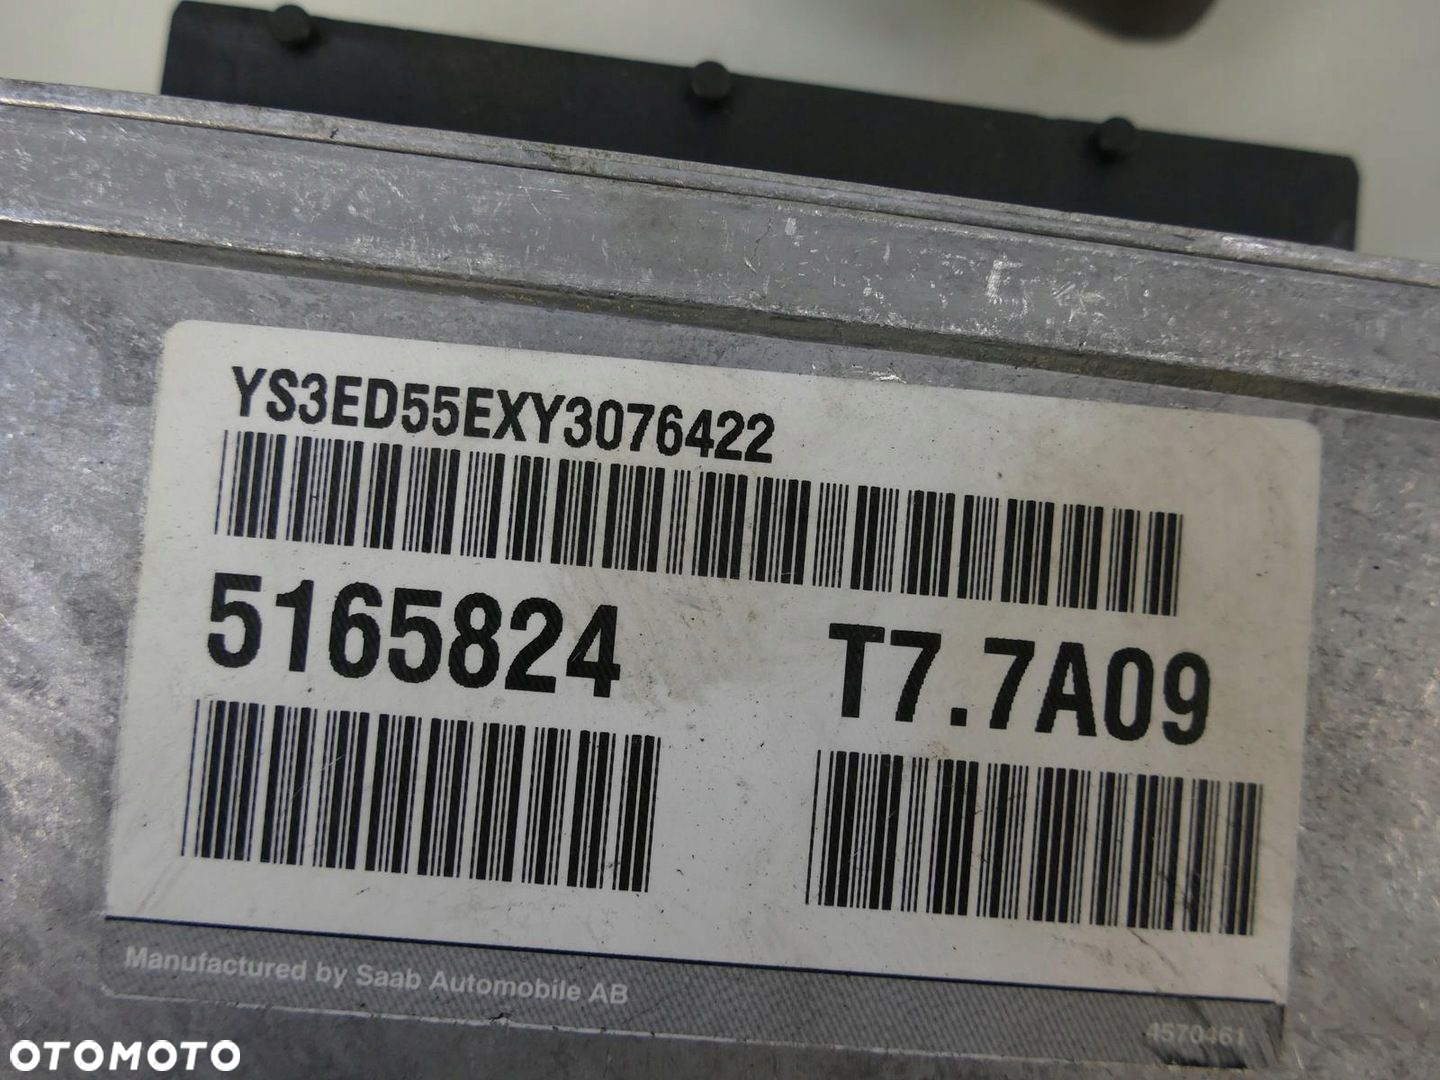 YS3ED55EXY3076422
5165824 T7.7A09
Manufactured by Saab Automobile AB
4570461
OTOMOTO